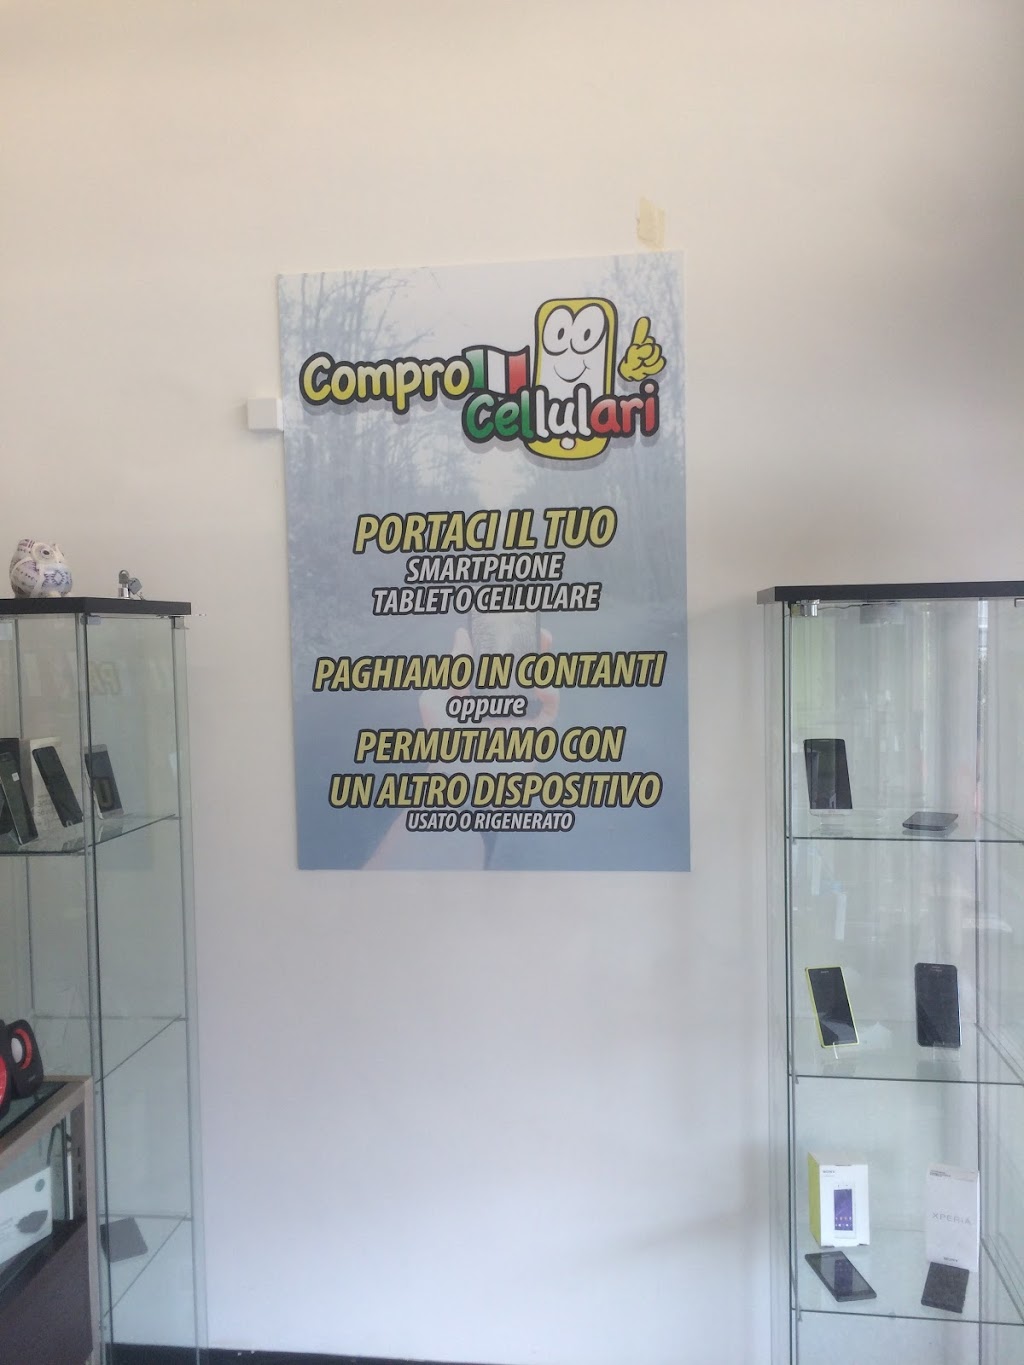 Compro
Cellulari
PORTACI IL TUO
SMARTPHONE
TABLET O CELLULARE
PAGHIAMO IN CONTANTI
oppure
PERMUTIAMO CON
UN ALTRO DISPOSITIVO
USATO O RIGENERATO
XPERIA